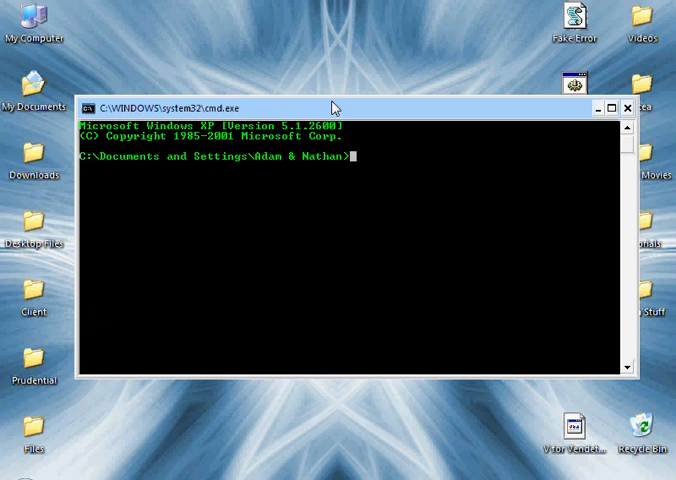 My Computer
Fake Error
Videos
My Documents
C:\WINDOWS\system32\cmd.exe
Microsoft Windows XP [Version 5.1.2600]
(C) Copyright 1985-2001 Microsoft Corp.
C:\Documents and Settings\Adam & Nathan>
Downloads
Movies
Desktop Files
Client
Stuff
Prudential
Files
V for Vendet...
Recycle Bin